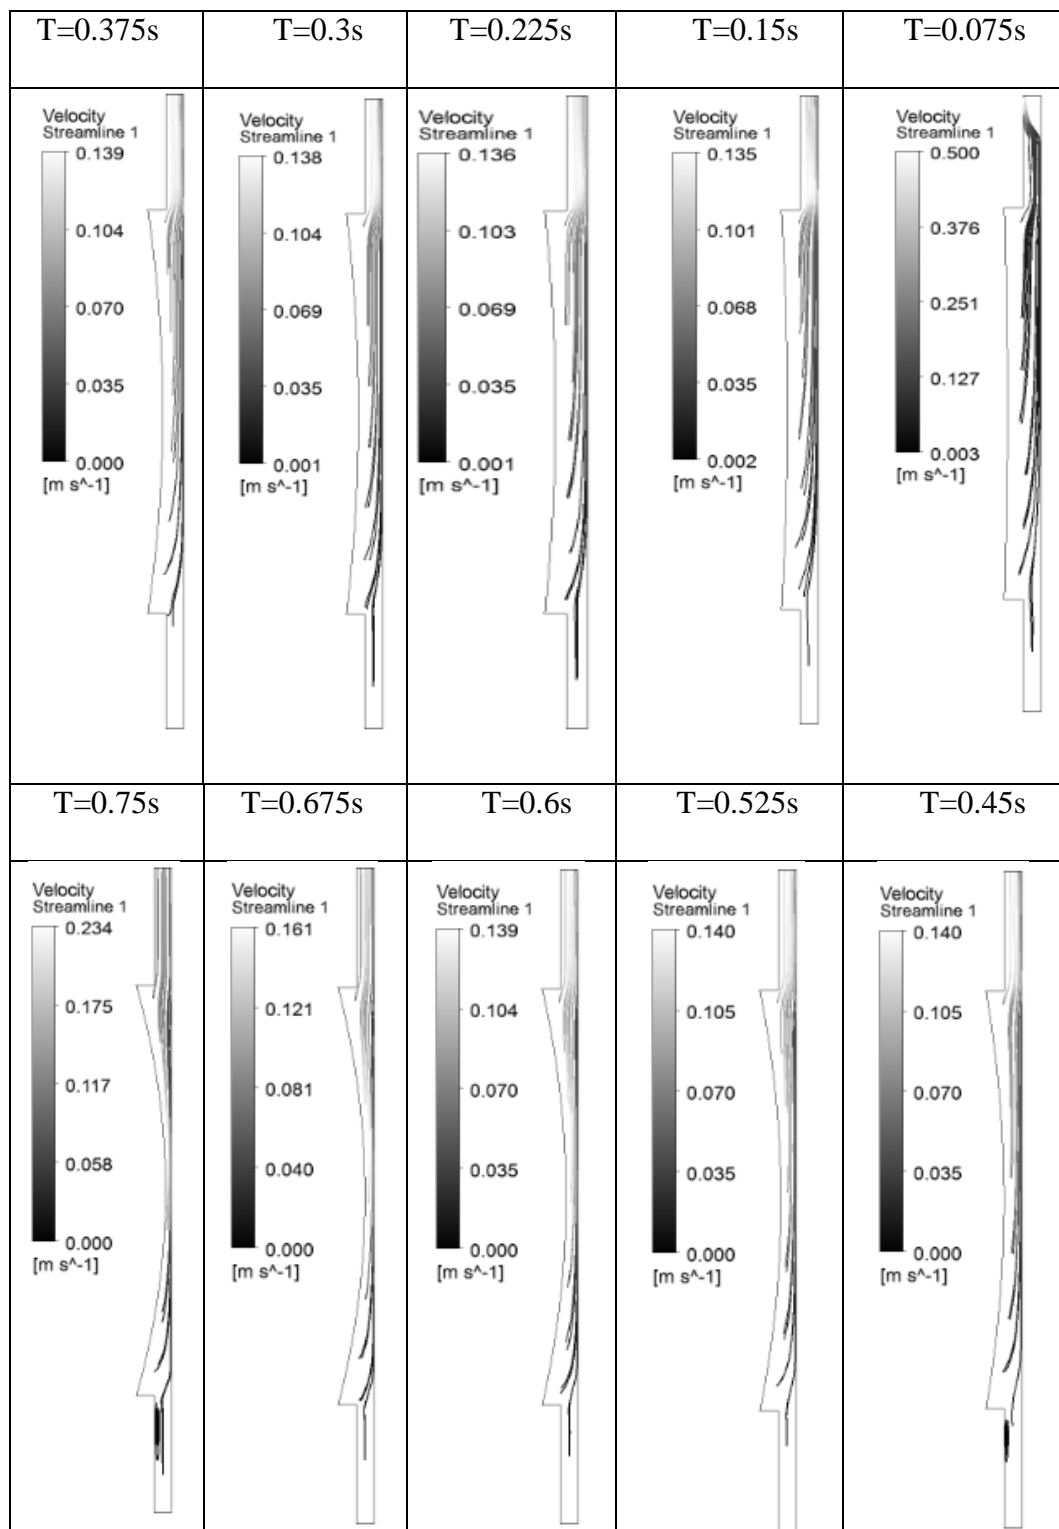 T=0.375s
T=0.3s
T=0.225s
T=0.15s
T=0.075s
Velocity
Streamline 1
0.139
0.104
0.070
0.035
0.000
[m s^-1]
Velocity
Streamline 1
0.138
0.104
0.069
0.035
0.001
[m s^-1]
Velocity
Streamline 1
0.136
0.103
0.069
0.035
0.001
[m s^-1]
Velocity
Streamline 1
0.135
0.101
0.068
0.035
0.002
[m s^-1]
Velocity
Streamline 1
0.500
0.376
0.251
0.127
0.003
[m s^-1]
T=0.75s
T=0.675s
T=0.6s
T=0.525s
T=0.45s
Velocity
Streamline 1
0.234
0.175
0.117
0.058
0.000
[m s^-1]
Velocity
Streamline 1
0.161
0.121
0.081
0.040
0.000
[m s^-1]
Velocity
Streamline 1
0.139
0.104
0.070
0.035
0.000
[m s^-1]
Velocity
Streamline 1
0.140
0.105
0.070
0.035
0.000
[m s^-1]
Velocity
Streamline 1
0.140
0.105
0.070
0.035
0.000
[m s^-1]